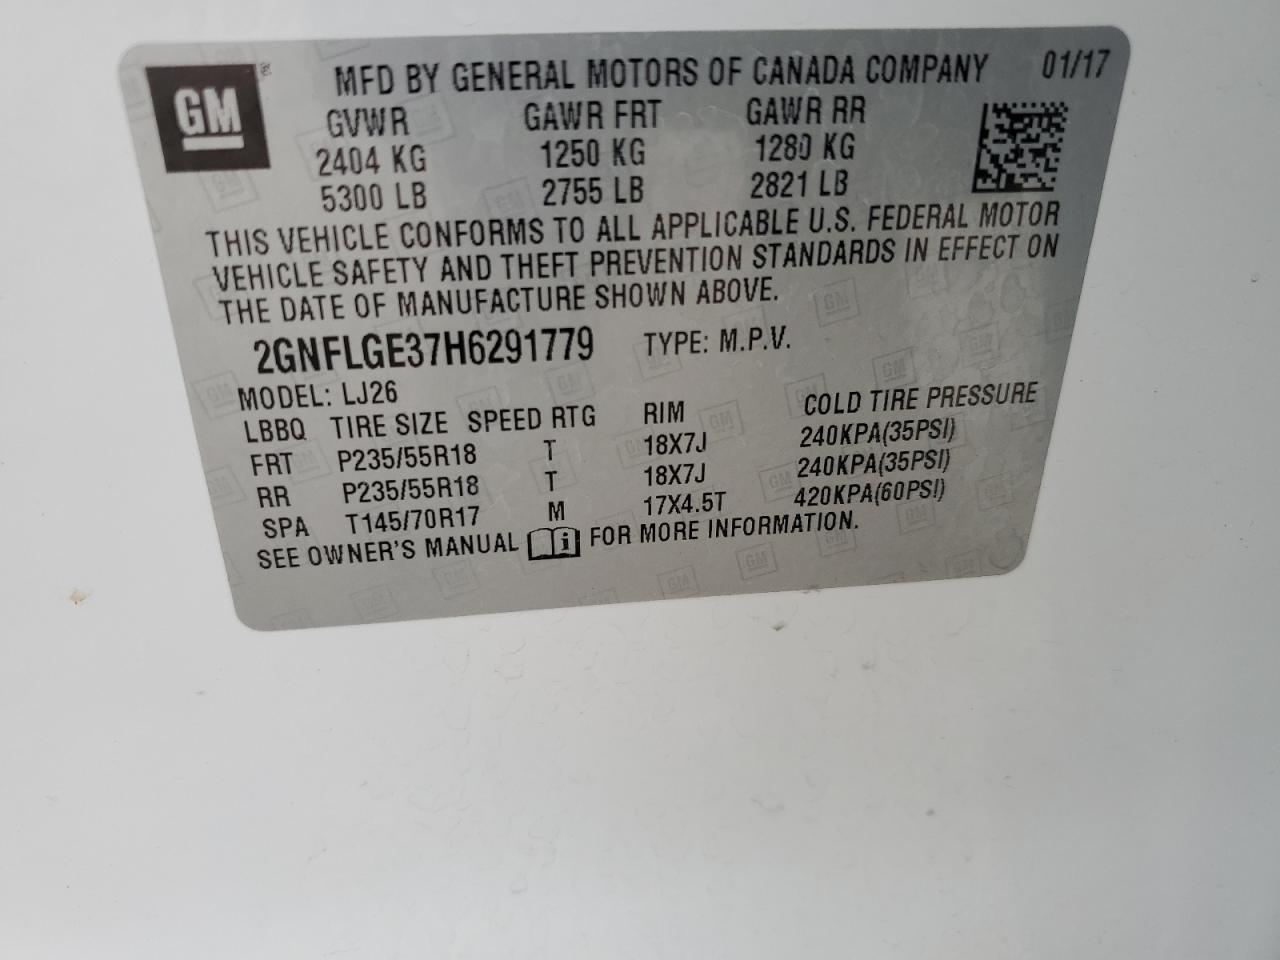 GM ®
MFD BY GENERAL MOTORS OF CANADA COMPANY 01/17
GVWR GAWR FRT GAWR RR
2404 KG 1250 KG 1280 KG
5300 LB 2755 LB 2821 LB
THIS VEHICLE CONFORMS TO ALL APPLICABLE U.S. FEDERAL MOTOR
VEHICLE SAFETY AND THEFT PREVENTION STANDARDS IN EFFECT ON
THE DATE OF MANUFACTURE SHOWN ABOVE.
2GNFLGE37H6291779 TYPE: M.P.V.
MODEL: LJ26
LBBQ TIRE SIZE SPEED RTG RIM COLD TIRE PRESSURE
FRT P235/55R18 T 18X7J 240KPA(35PSI)
RR P235/55R18 T 18X7J 240KPA(35PSI)
SPA T145/70R17 M 17X4.5T 420KPA(60PSI)
SEE OWNER'S MANUAL i FOR MORE INFORMATION.